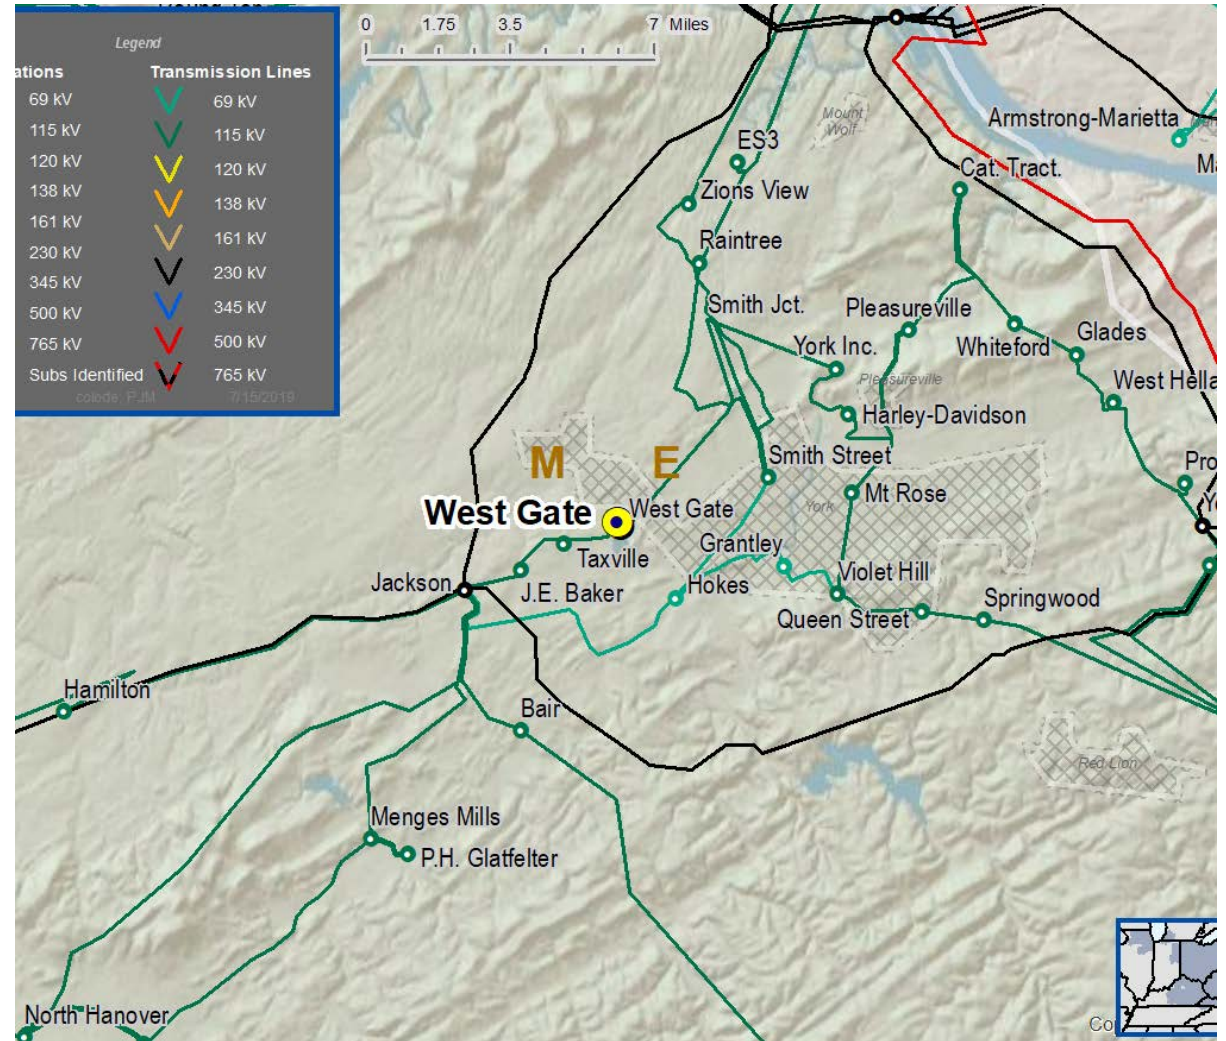 0 1.75 3.5 7 Miles
Legend
ations Transmission Lines
69 kV 69 kV
115 kV 115 kV
120 kV 120 kV
138 kV 138 kV
161 kV 161 kV
230 kV 230 kV
345 kV 345 kV
500 kV 500 kV
765 kV 765 kV
Subs Identified
PJM 7/15/2019
Mount
Wolf
Armstrong-Marietta
ES3
Cat. Tract.
Zions View
Raintree
Smith Jct.
Pleasureville
York Inc.
Whiteford
Glades
Pleasureville
West Hella
Harley-Davidson
M E
Smith Street
Pro
West Gate
West Gate
York
Mt Rose
Grantley
Taxville
Jackson
J.E. Baker
Hokes
Violet Hill
Springwood
Queen Street
Hamilton
Bair
Red Lion
Menges Mills
P.H. Glatfelter
North Hanover